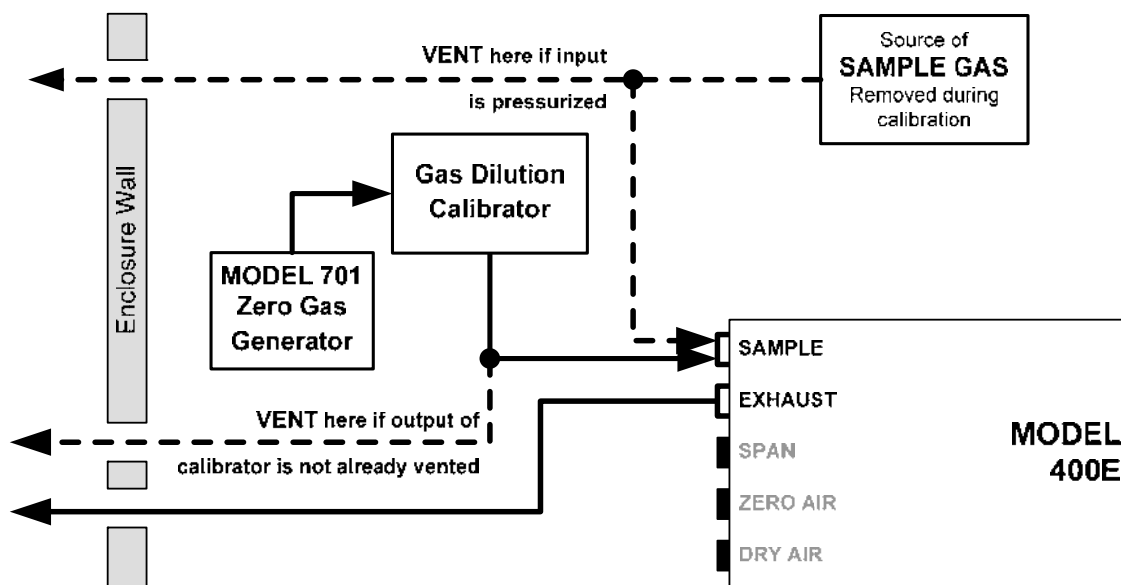 VENT here if input
is pressurized
Source of
SAMPLE GAS
Removed during
calibration
Gas Dilution
Calibrator
Enclosure Wall
MODEL 701
Zero Gas
Generator
SAMPLE
EXHAUST
SPAN
ZERO AIR
DRY AIR
MODEL
400E
VENT here if output of
calibrator is not already vented